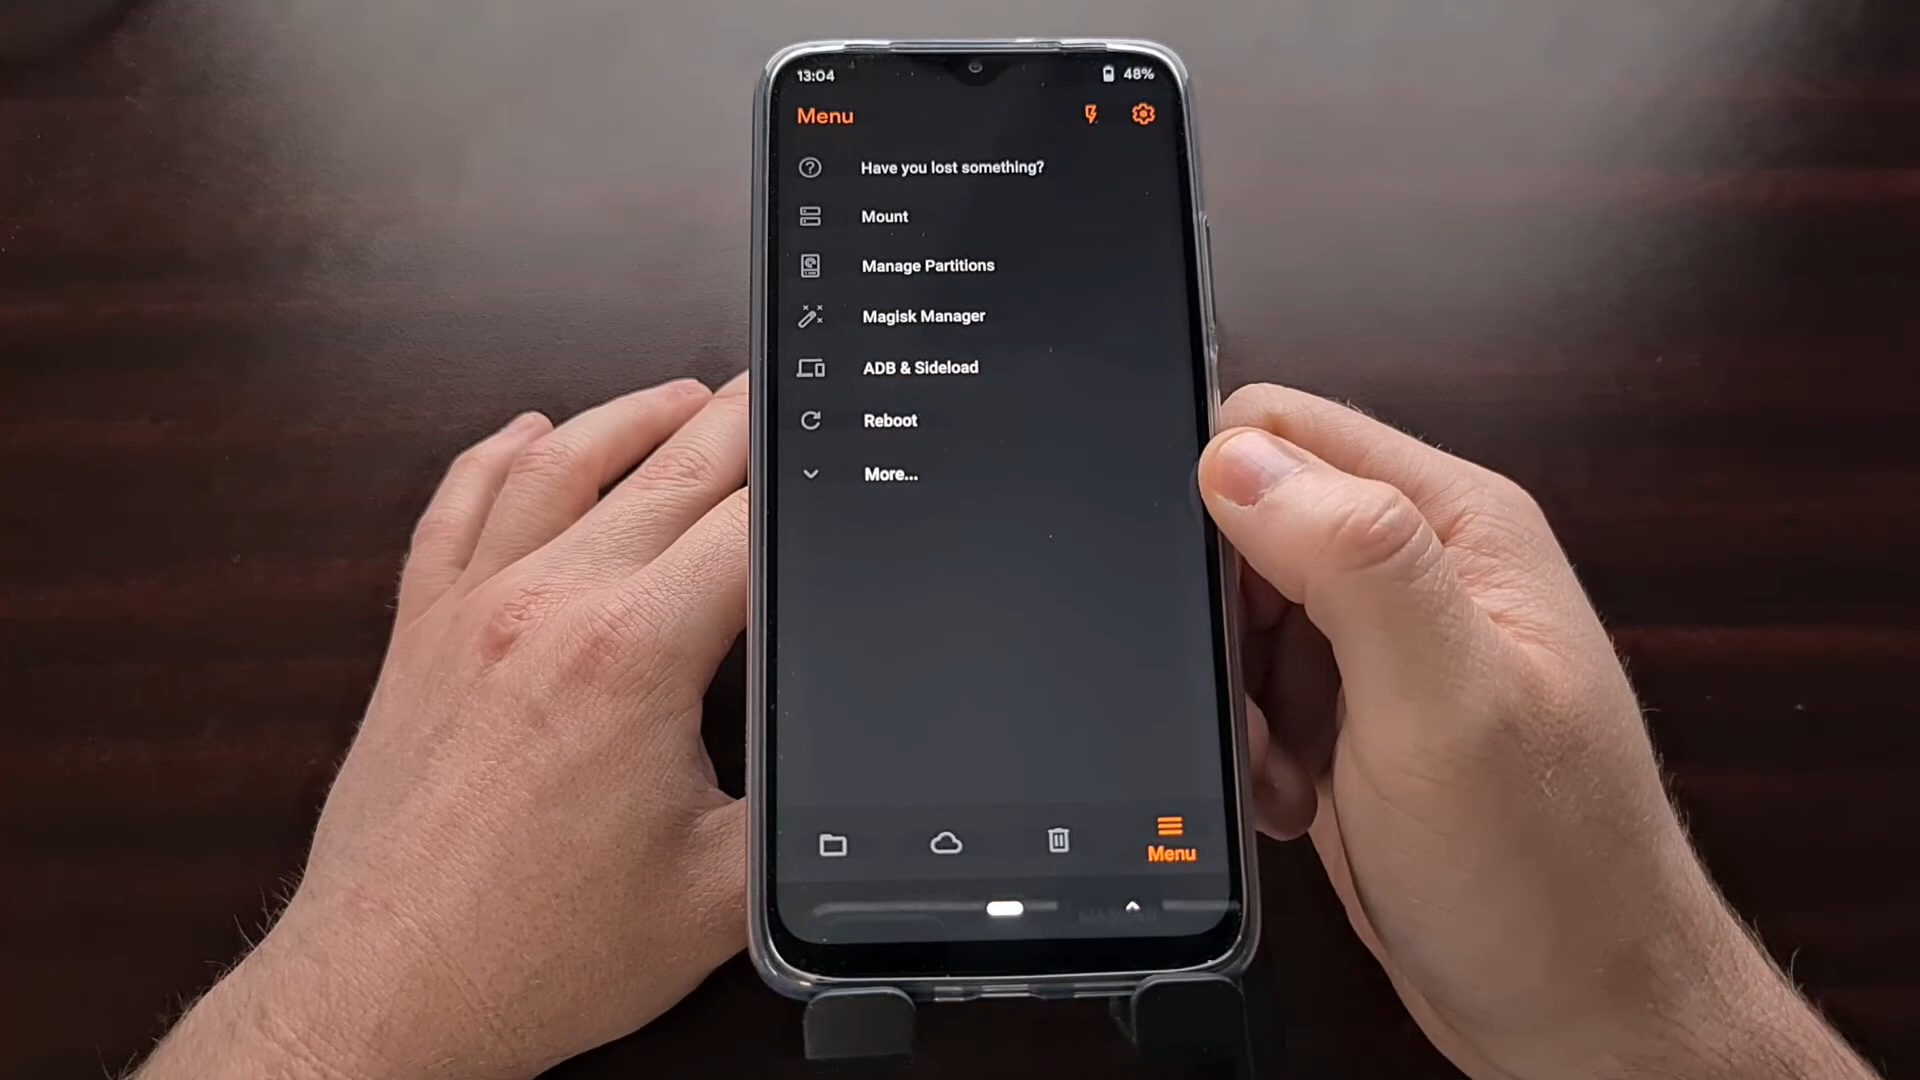 13:04
48%
Menu
Have you lost something?
Mount
Manage Partitions
Magisk Manager
ADB & Sideload
Reboot
More...
Menu